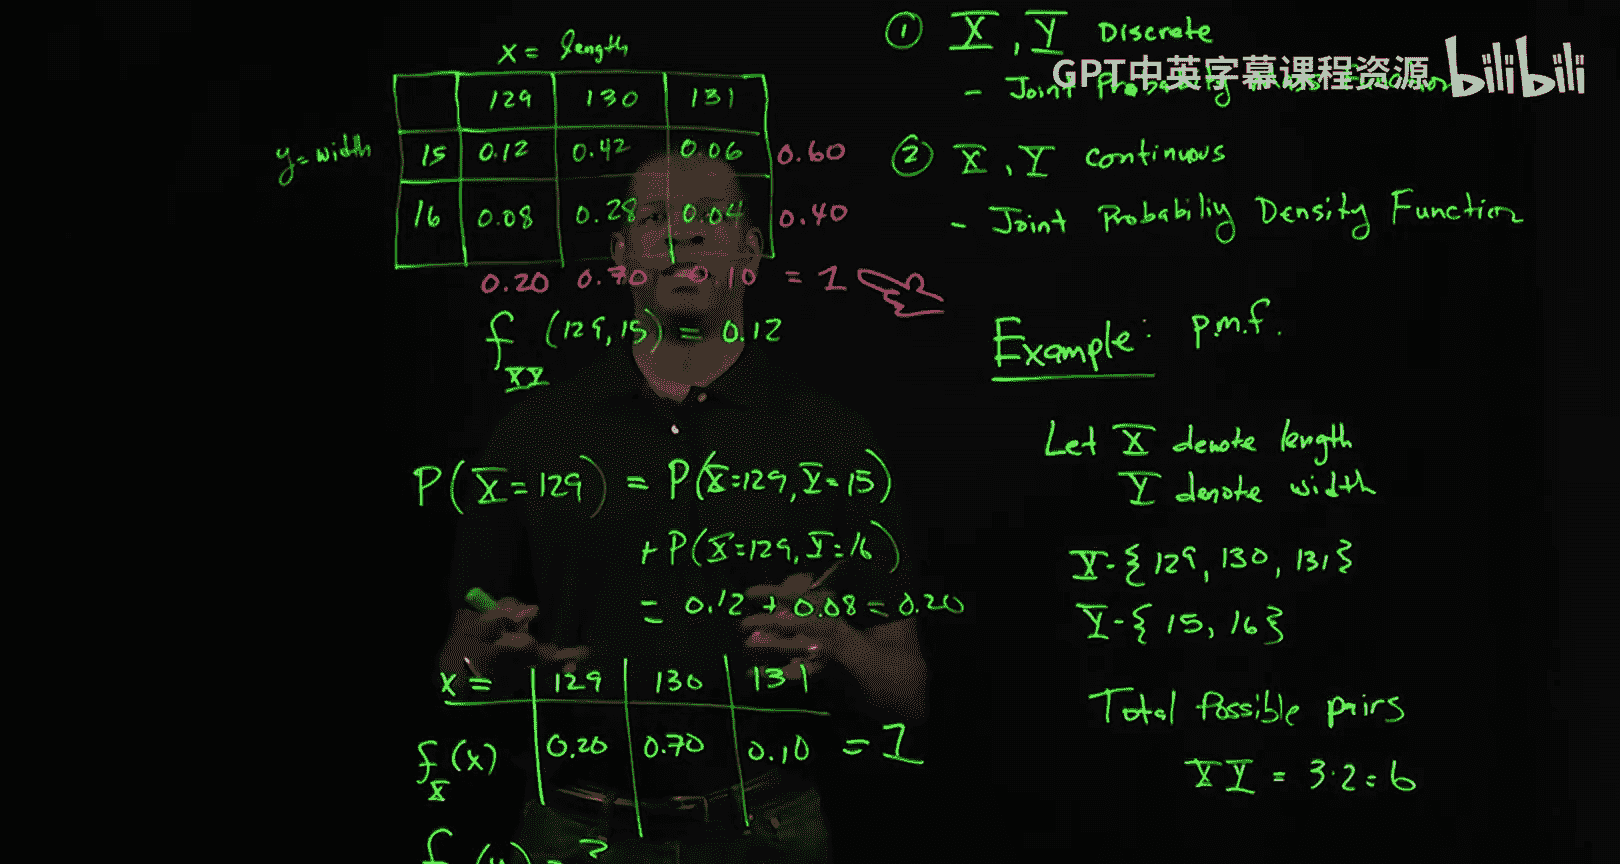 x = length
129 130 131
y = width 15 0.12 0.42 0.06 0.60
16 0.08 0.28 0.04 0.40
0.20 0.70 0.10 = 1
f XY (129,15) = 0.12
P(X = 129) = P(X=129, Y=15)
+ P(X=129, Y=16)
= 0.12 + 0.08 = 0.20
x = 129 130 131
f X (x) 0.20 0.70 0.10 = 1
f (y) = ?
① X, Y Discrete
- Joint Probability
GPT中英字幕课程资源 bilibili
② X, Y Continuous
- Joint Probabiliy Density Function
Example: p.m.f.
Let X denote length
Y denote width
X - {129, 130, 131}
Y - {15, 16}
Total Possible pairs
XY = 3·2 = 6